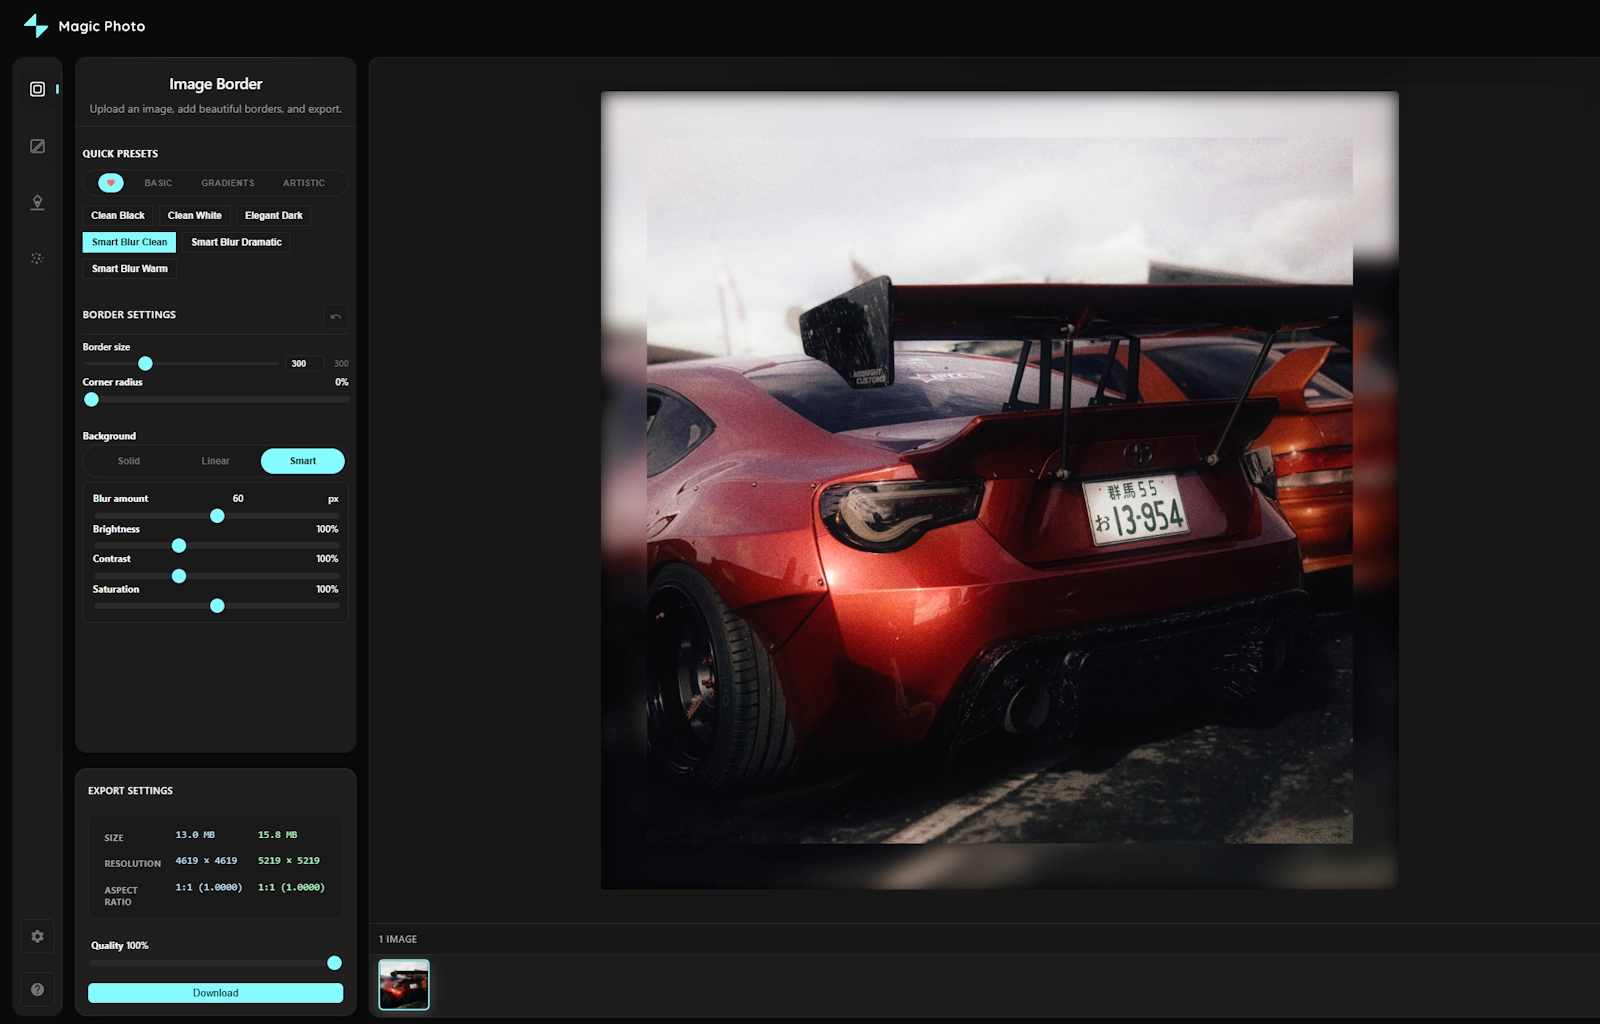 Magic Photo
Image Border
Upload an image, add beautiful borders, and export.
QUICK PRESETS
BASIC GRADIENTS ARTISTIC
Clean Black Clean White Elegant Dark
Smart Blur Clean Smart Blur Dramatic
Smart Blur Warm
BORDER SETTINGS
Border size
300 300
Corner radius 0%
Background
Solid Linear Smart
Blur amount 60 px
Brightness 100%
Contrast 100%
Saturation 100%
EXPORT SETTINGS
SIZE 13.0 MB 15.8 MB
RESOLUTION 4619 × 4619 5219 × 5219
ASPECT RATIO 1:1 (1.0000) 1:1 (1.0000)
Quality 100%
Download
MIDNIGHT
CUSTOMS
群馬 55
お 13-954
1 IMAGE